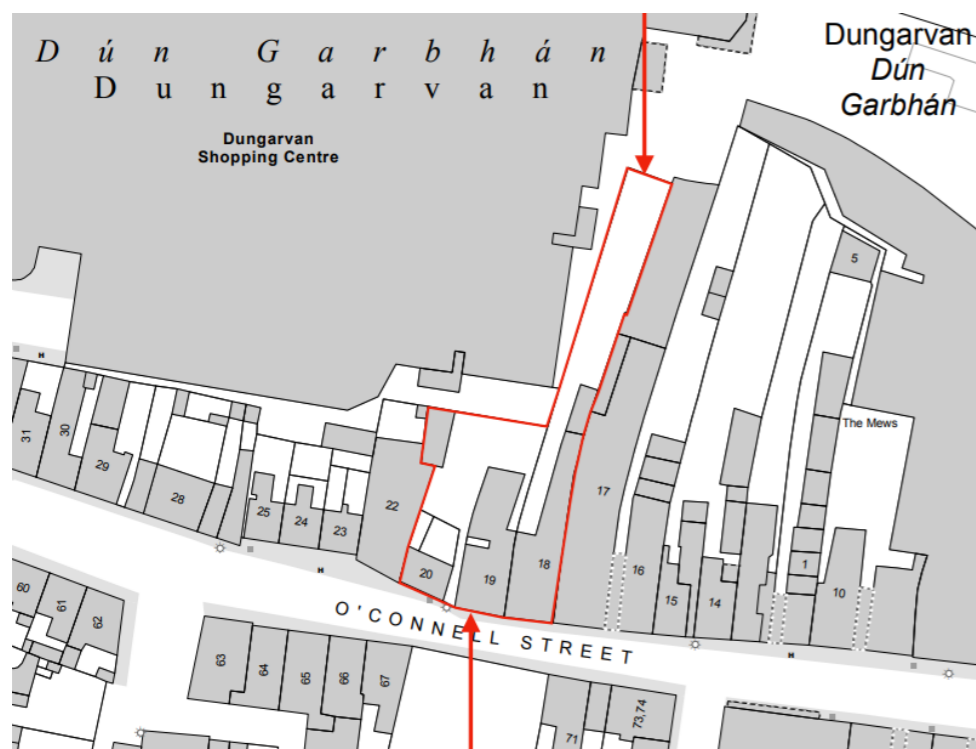 Dún Garbhán
Dungarvan
Dungarvan
Shopping Centre
Dungarvan
Dún
Garbhán
5
The Mews
H
31
30
29
28
25
24
23
22
20
19
18
17
16
15
14
1
10
H
H
O'CONNELL STREET
60
61
62
63
64
65
66
67
71
73,74